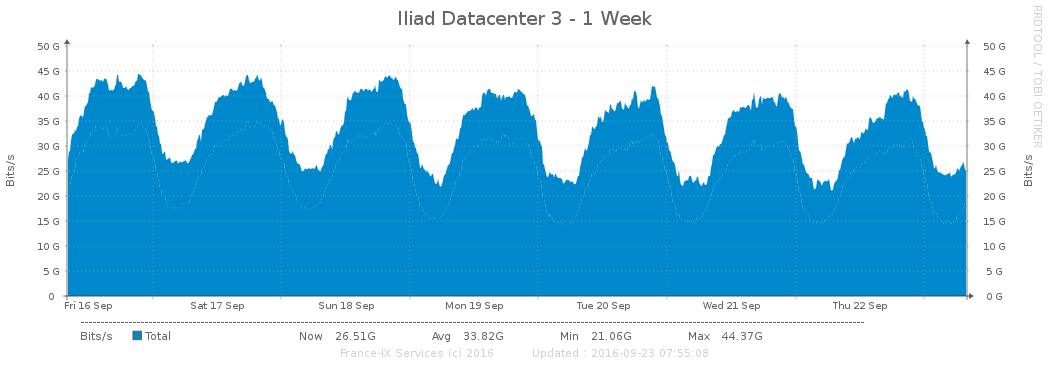 Iliad Datacenter 3 - 1 Week
RRDTOOL / TOBI OETIKER
Bits/s
50 G 50 G
45 G 45 G
40 G 40 G
35 G 35 G
30 G 30 G
25 G 25 G
20 G 20 G
15 G 15 G
10 G 10 G
5 G 5 G
0 0 G
Bits/s
Fri 16 Sep Sat 17 Sep Sun 18 Sep Mon 19 Sep Tue 20 Sep Wed 21 Sep Thu 22 Sep
Bits/s Total Now 26.51G Avg 33.82G Min 21.06G Max 44.37G
France-IX Services (c) 2016 Updated : 2016-09-23 07:55:08